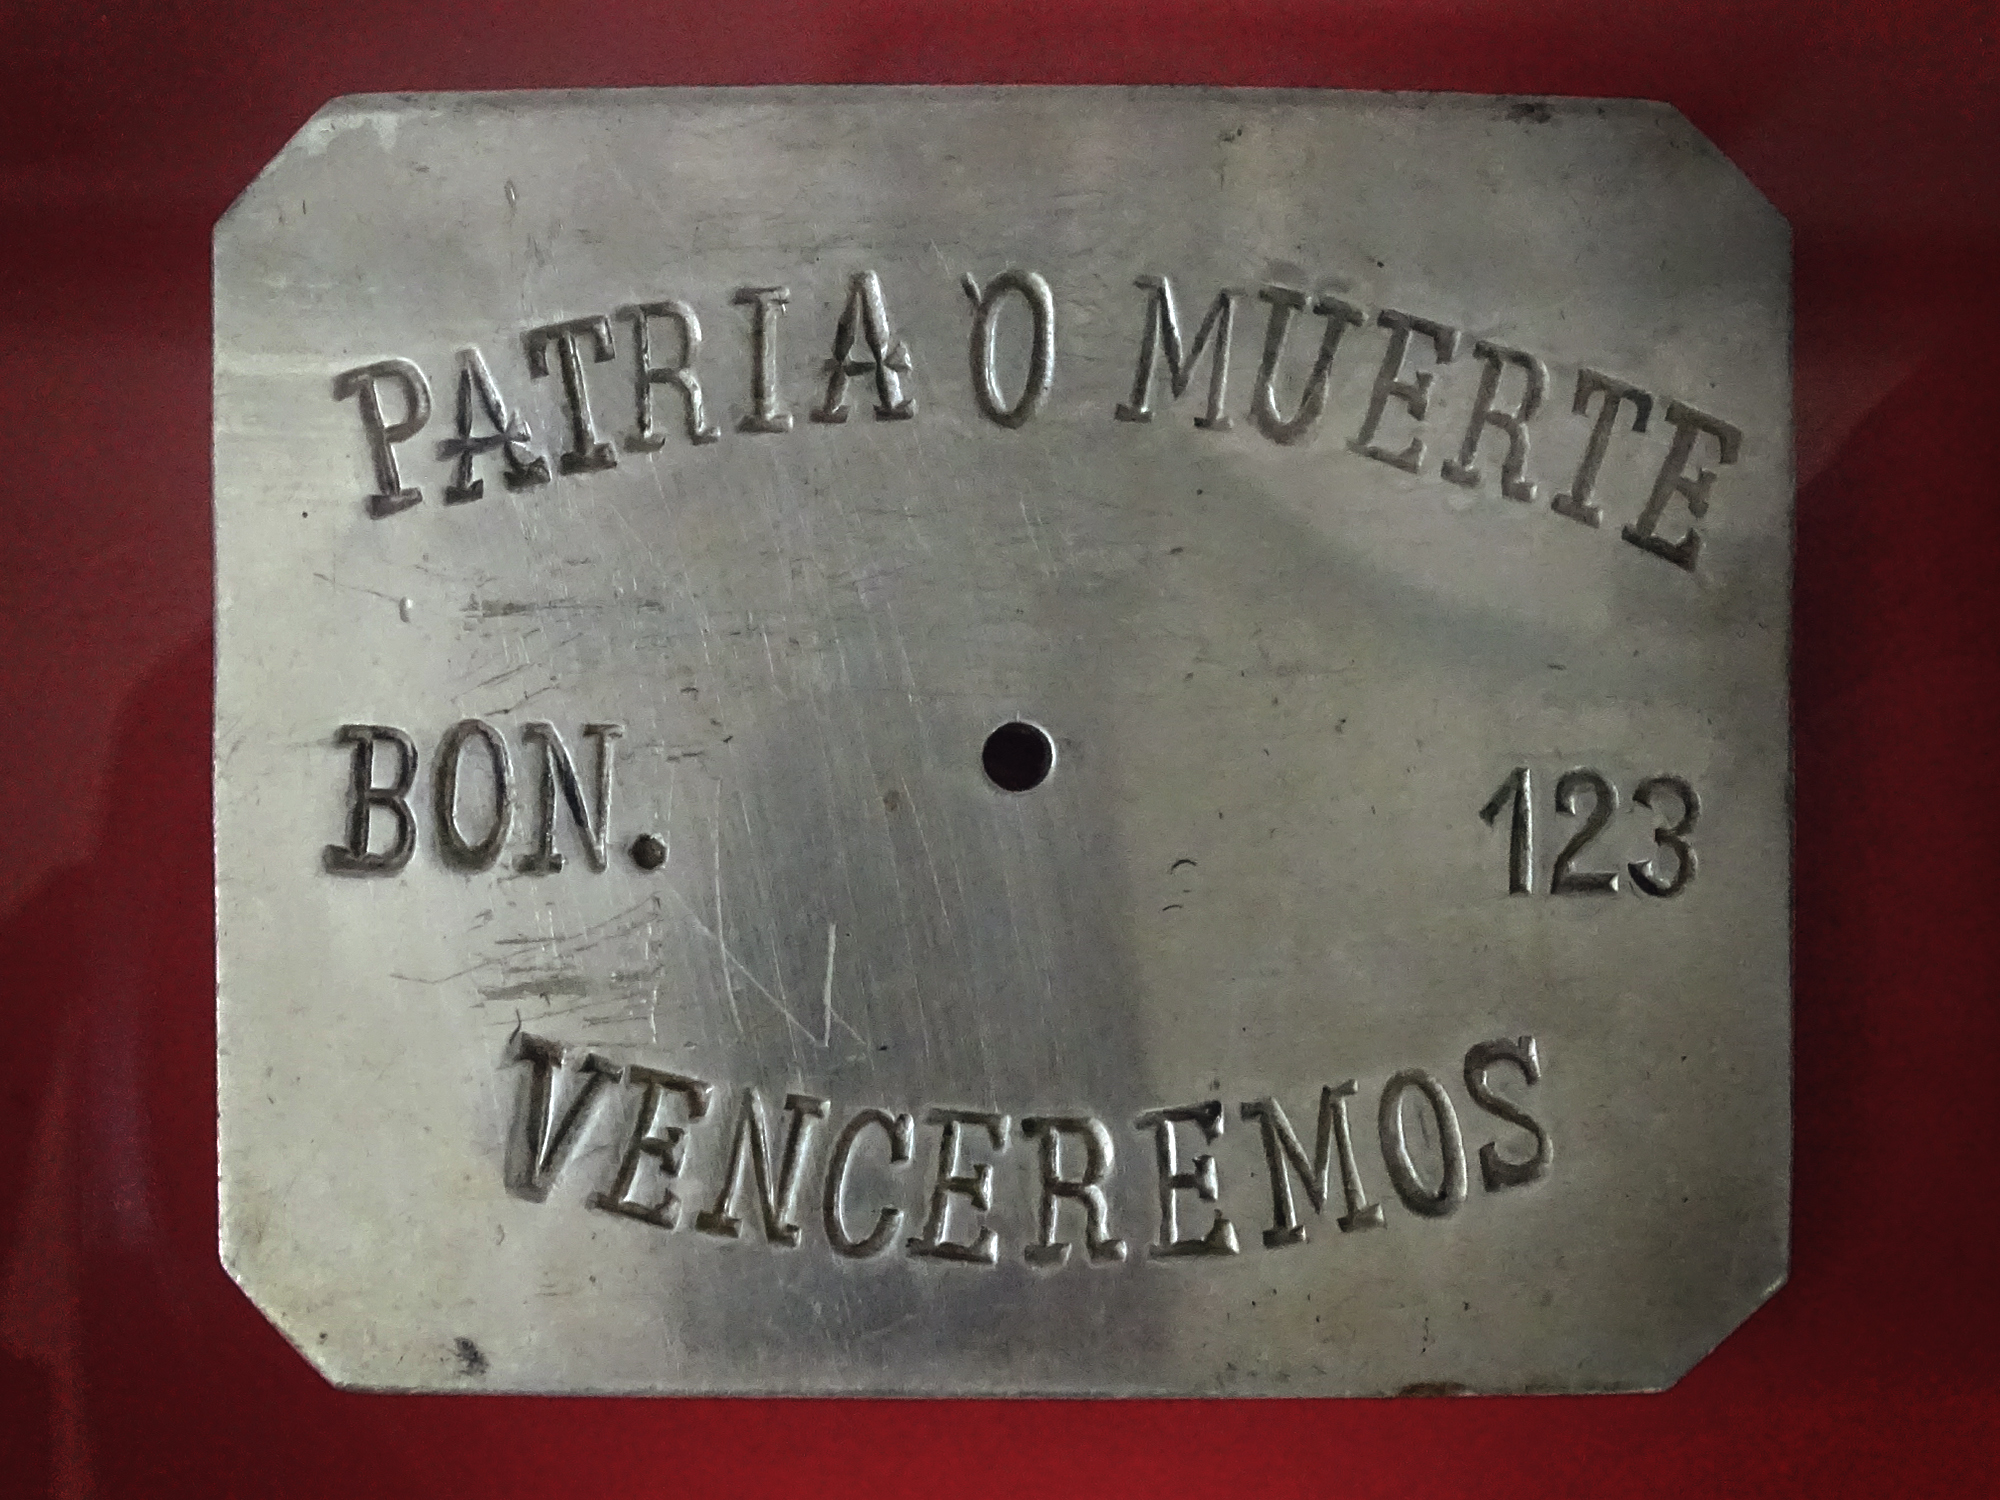 PATRIA O MUERTE
BON. 123
VENCEREMOS